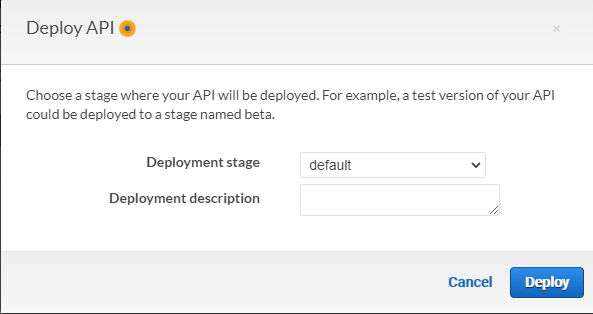 Deploy API
×
Choose a stage where your API will be deployed. For example, a test version of your API
could be deployed to a stage named beta.
Deployment stage default
Deployment description
Cancel Deploy